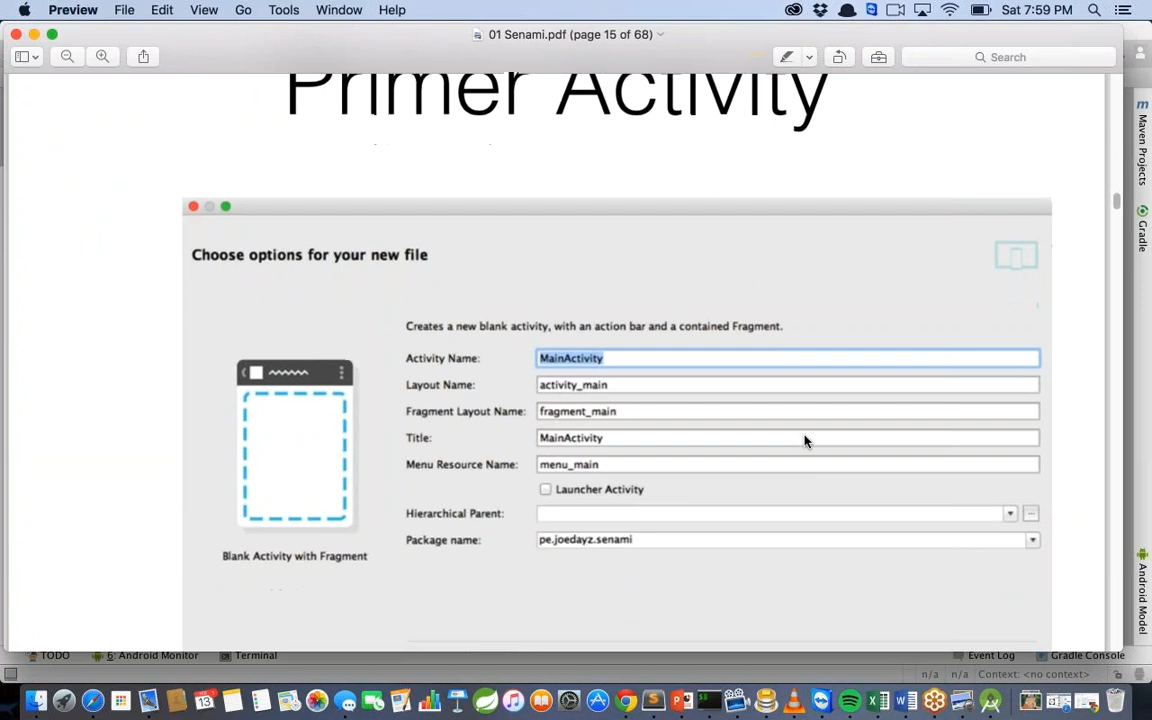 Preview File Edit View Go Tools Window Help Sat 7:59 PM
01 Senami.pdf (page 15 of 68)
Search
Primer Activity
Choose options for your new file
Creates a new blank activity, with an action bar and a contained Fragment.
Activity Name: MainActivity
Layout Name: activity_main
Fragment Layout Name: fragment_main
Title: MainActivity
Menu Resource Name: menu_main
Launcher Activity
Hierarchical Parent:
Package name: pe.joedayz.senami
Blank Activity with Fragment
Maven Projects
Gradle
Android Model
TODO 6: Android Monitor Terminal Event Log Gradle Console
n/a n/a Context: <no context>
13